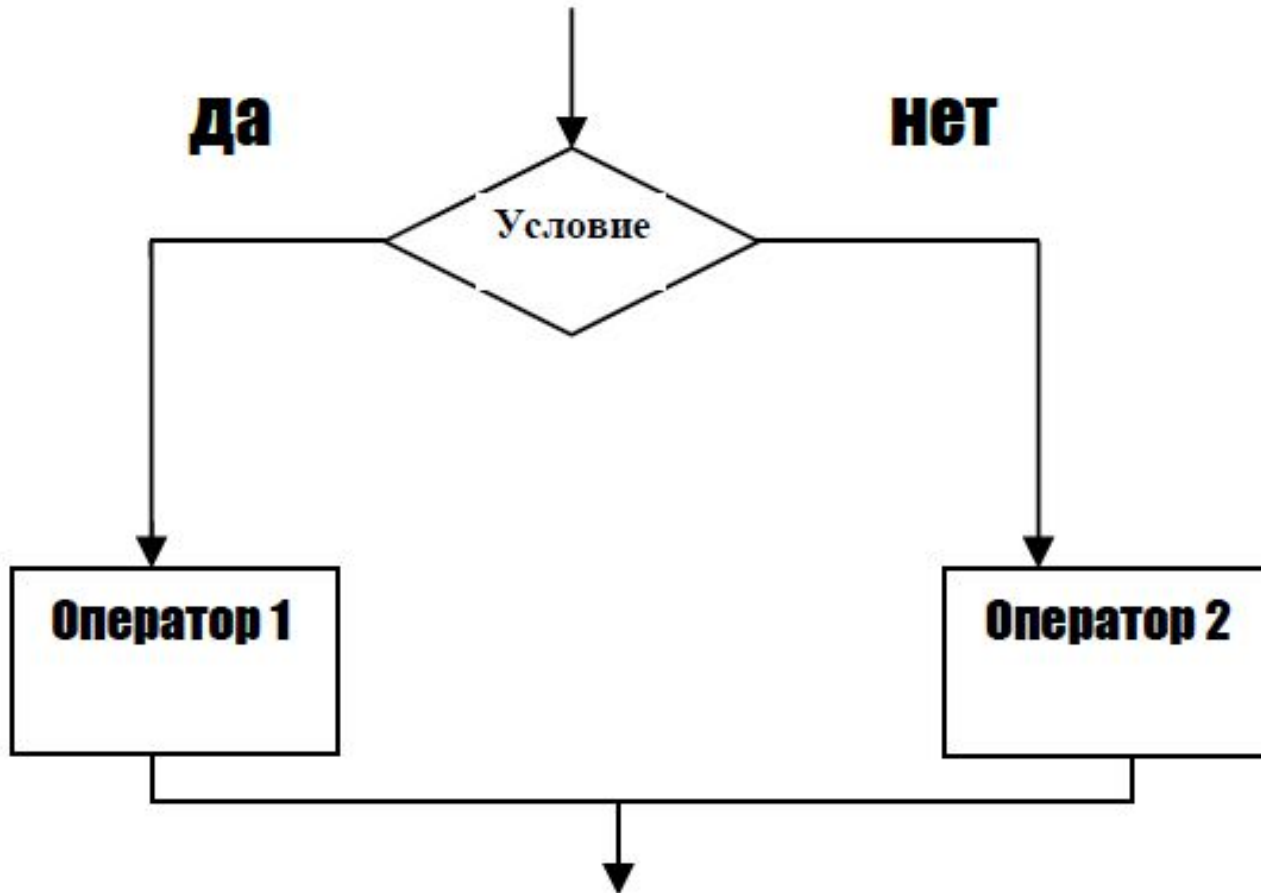 да
нет
Условие
Оператор 1
Оператор 2